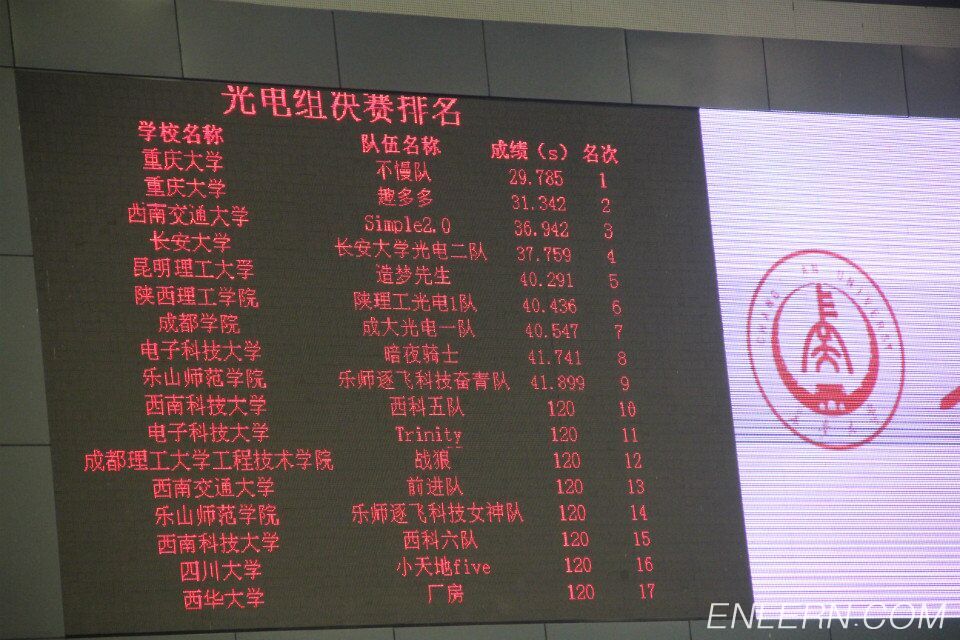 光电组决赛排名
学校名称 队伍名称 成绩（s） 名次
重庆大学 不慢队 29.785 1
重庆大学 趣多多 31.342 2
西南交通大学 Simple2.0 36.942 3
长安大学 长安大学光电二队 37.759 4
昆明理工大学 造梦先生 40.291 5
陕西理工学院 陕理工光电1队 40.436 6
成都学院 成大光电一队 40.547 7
电子科技大学 暗夜骑士 41.741 8
乐山师范学院 乐师逐飞科技奋青队 41.899 9
西南科技大学 西科五队 120 10
电子科技大学 Trinity 120 11
成都理工大学工程技术学院 战狼 120 12
西南交通大学 前进队 120 13
乐山师范学院 乐师逐飞科技女神队 120 14
西南科技大学 西科六队 120 15
四川大学 小天地five 120 16
西华大学 厂房 120 17
CHANG AN UNIVERSITY